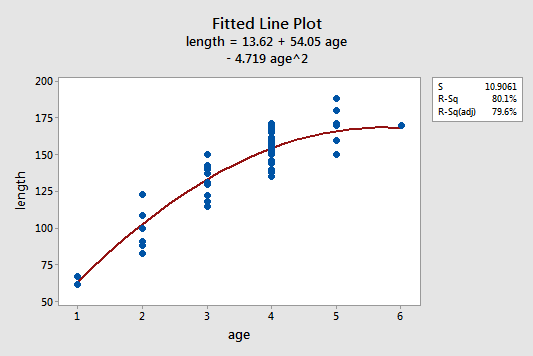 Fitted Line Plot
length = 13.62 + 54.05 age
- 4.719 age^2
S 10.9061
R-Sq 80.1%
R-Sq(adj) 79.6%
200
175
150
125
100
75
50
length
1 2 3 4 5 6
age